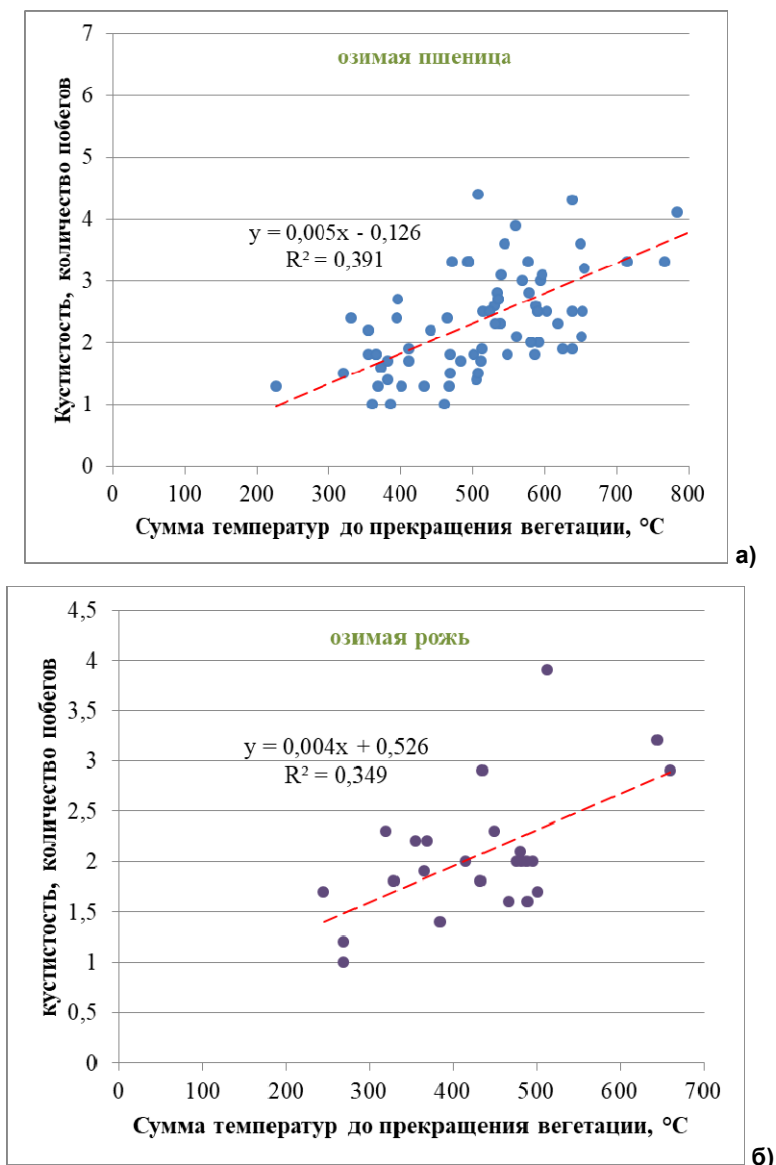 озимая пшеница
Кустистость, количество побегов
7
6
5
4
3
2
1
0
y = 0,005x - 0,126
R² = 0,391
0 100 200 300 400 500 600 700 800
Сумма температур до прекращения вегетации, °C
а)
озимая рожь
кустистость, количество побегов
4,5
4
3,5
3
2,5
2
1,5
1
0,5
0
y = 0,004x + 0,526
R² = 0,349
0 100 200 300 400 500 600 700
Сумма температур до прекращения вегетации, °C
б)